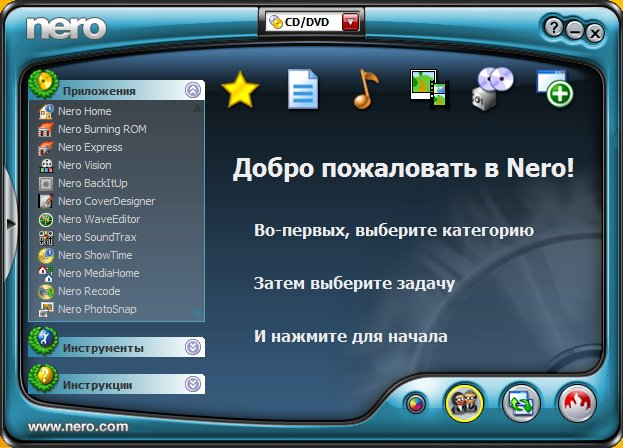 nero
CD/DVD
?
Приложения
Nero Home
Nero Burning ROM
Nero Express
Nero Vision
Nero BackItUp
Nero CoverDesigner
Nero WaveEditor
Nero SoundTrax
Nero ShowTime
Nero MediaHome
Nero Recode
Nero PhotoSnap
Инструменты
Инструкции
Добро пожаловать в Nero!
Во-первых, выберите категорию
Затем выберите задачу
И нажмите для начала
www.nero.com